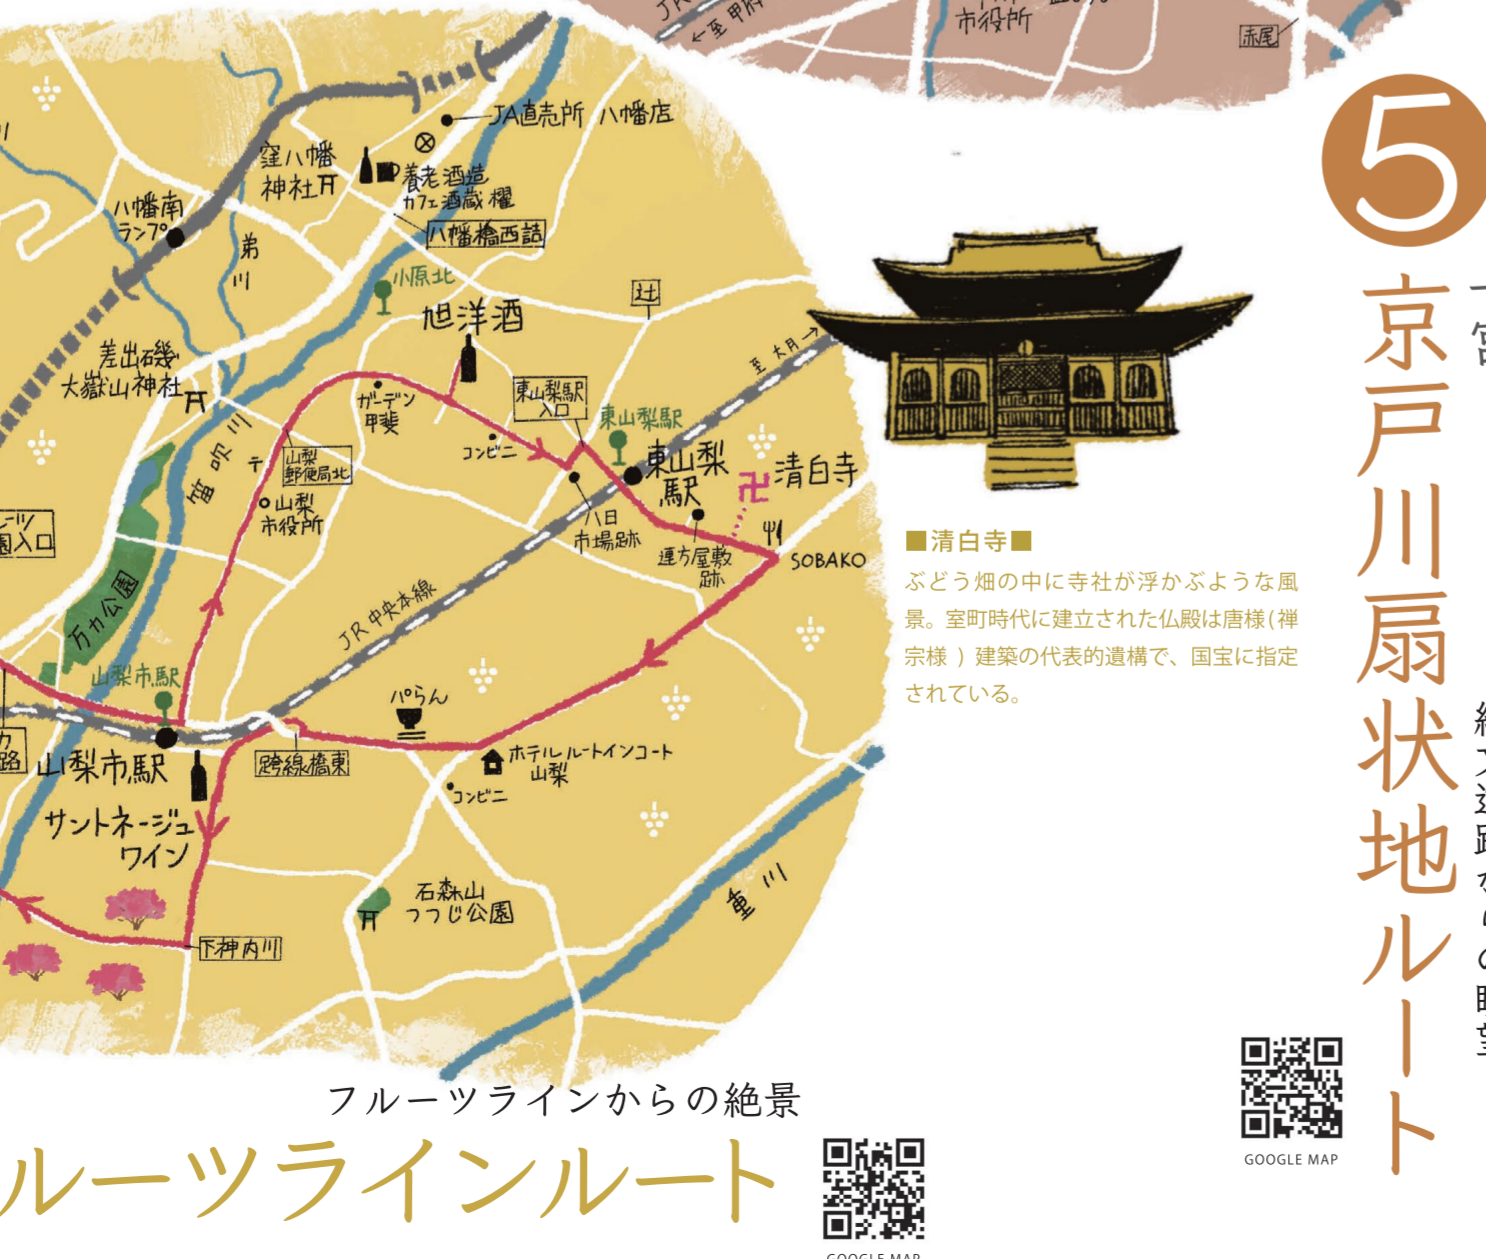 JR
←至 甲府
市役所
赤尾
JA直売所 八幡店
窪八幡
神社
養老酒造
カフェ酒蔵 櫂
八幡南
ランプ
八幡橋西詰
弟
川
小原北
旭洋酒
辻
至 大月→
差出磯
大嶽山神社
ガーデン
甲斐
東山梨駅
入口
東山梨駅
コンビニ
東山梨
駅
清白寺
笛吹川
山梨
郵便局北
山梨
市役所
八日
市場跡
連方屋敷
跡
SOBAKO
園入口
万力公園
JR中央本線
山梨市駅
ぱらん
山梨市駅
跨線橋東
ホテルルートインコート
山梨
コンビニ
サントネージュ
ワイン
石森山
つつじ公園
重川
下神内川
■清白寺■
ぶどう畑の中に寺社が浮かぶような風
景。室町時代に建立された仏殿は唐様(禅
宗様 ) 建築の代表的遺構で、国宝に指定
されている。
フルーツラインからの絶景
ルーツラインルート
GOOGLE MAP
5
京戸川扇状地ルート
GOOGLE MAP